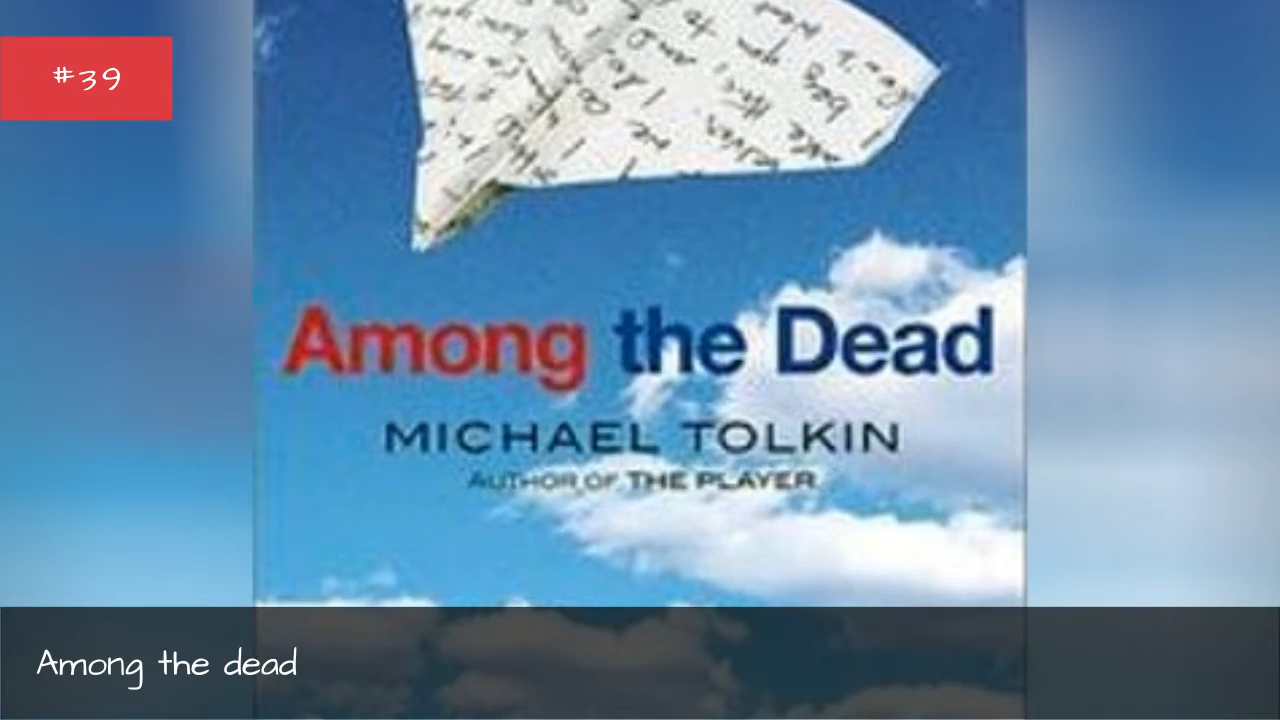 #39
Among the Dead
MICHAEL TOLKIN
AUTHOR OF THE PLAYER
Among the dead